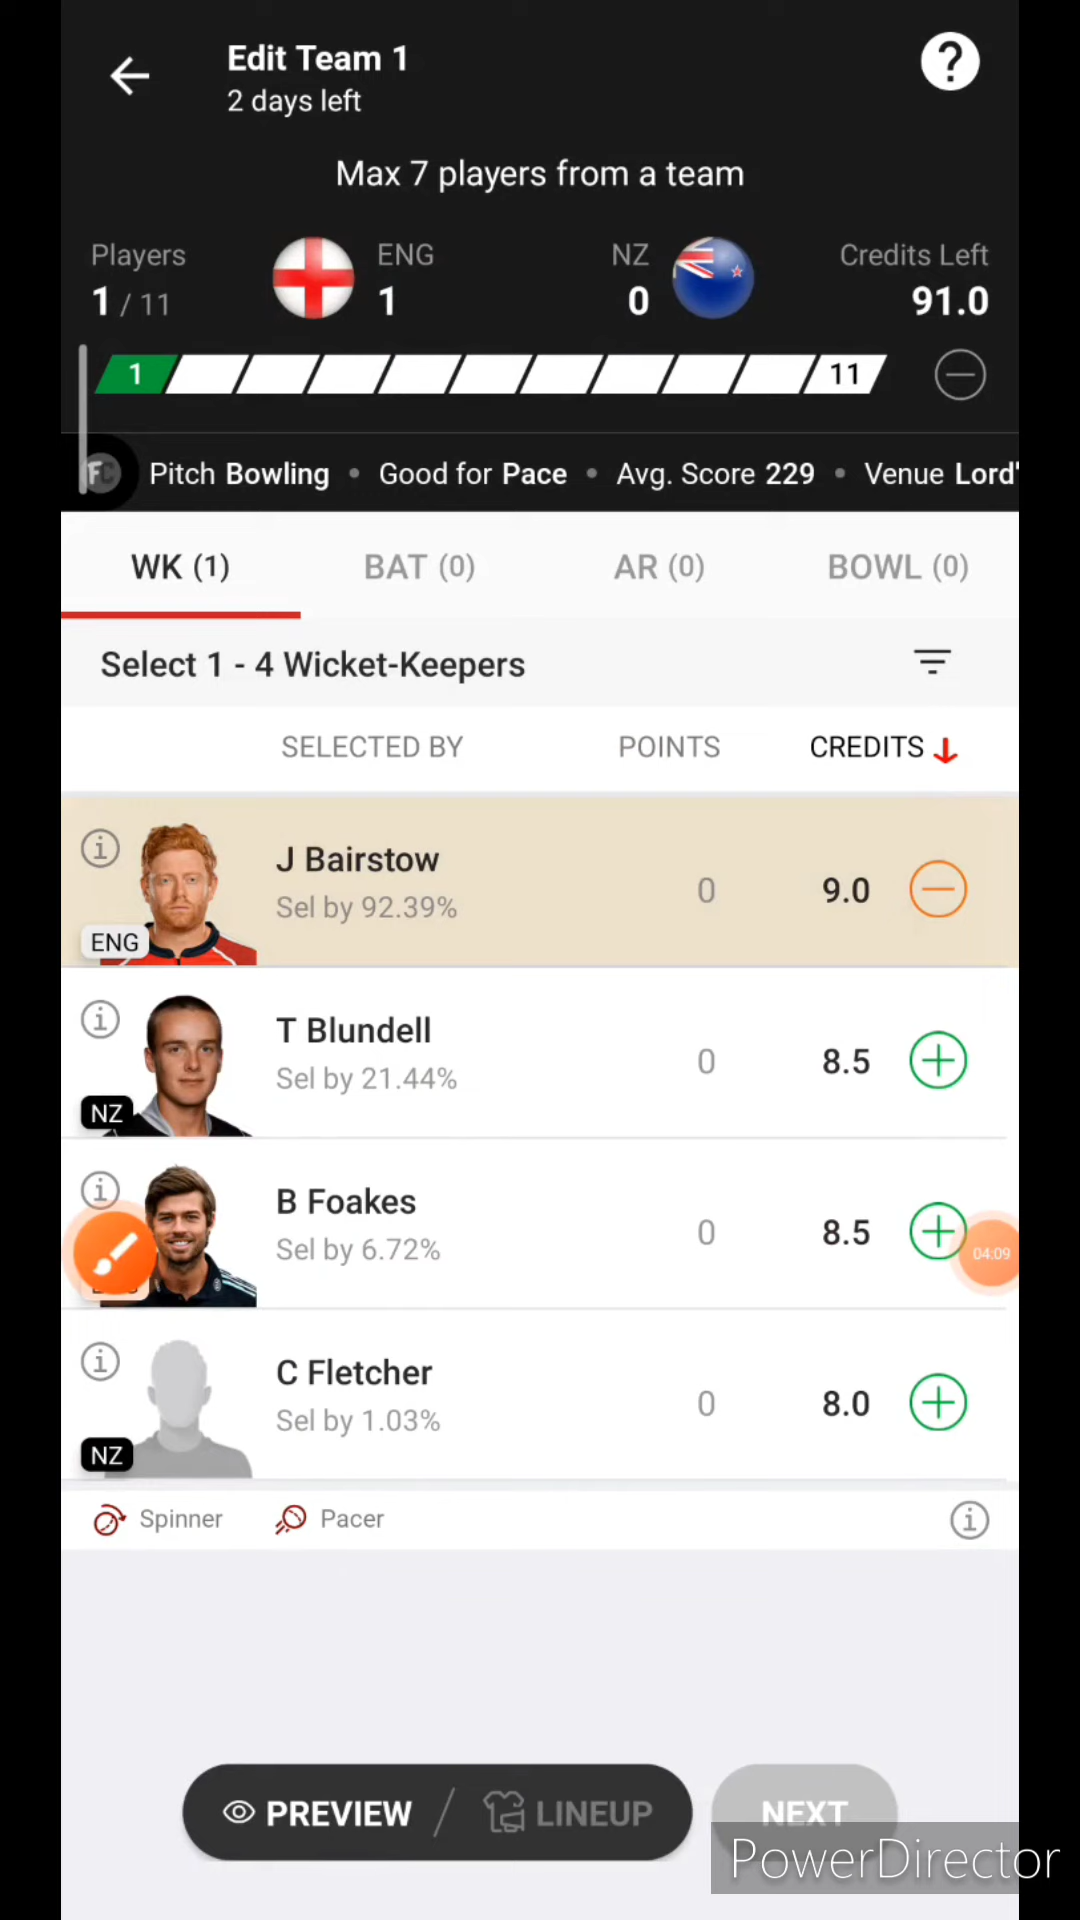 Edit Team 1
2 days left
Max 7 players from a team
Players
ENG
NZ
Credits Left
1 / 11
1
0
91.0
1
11
FC
Pitch Bowling • Good for Pace • Avg. Score 229 • Venue Lord'
WK (1)
BAT (0)
AR (0)
BOWL (0)
Select 1 - 4 Wicket-Keepers
SELECTED BY
POINTS
CREDITS
J Bairstow
Sel by 92.39%
0
9.0
ENG
T Blundell
Sel by 21.44%
0
8.5
NZ
B Foakes
Sel by 6.72%
0
8.5
04:09
C Fletcher
Sel by 1.03%
0
8.0
NZ
Spinner
Pacer
PREVIEW / LINEUP
NEXT
PowerDirector